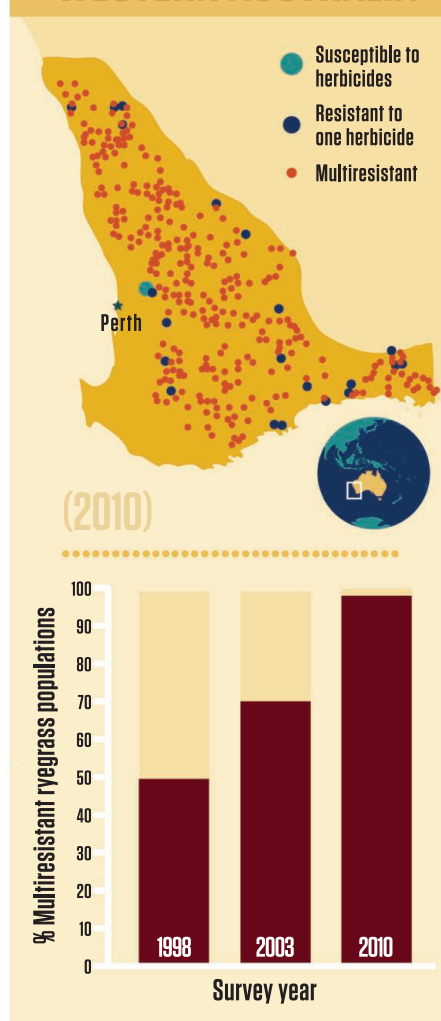 Susceptible to
herbicides
Resistant to
one herbicide
Multiresistant
Perth
(2010)
% Multiresistant ryegrass populations
100
90
80
70
60
50
40
30
20
10
0
1998 2003 2010
Survey year